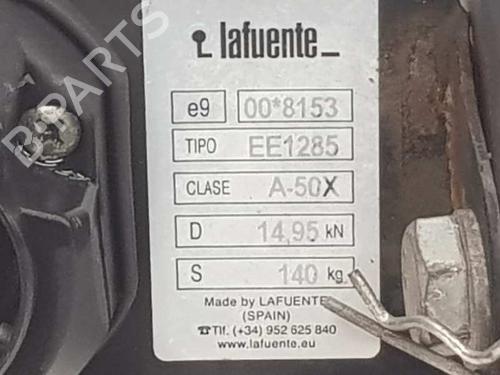 lafuente
e9 00*8153
TIPO EE1285
CLASE A-50X
D 14,95 kN
S 140 kg
Made by LAFUENTE
(SPAIN)
☎Tlf. (+34) 952 625 840
www.lafuente.eu
B-PARTS